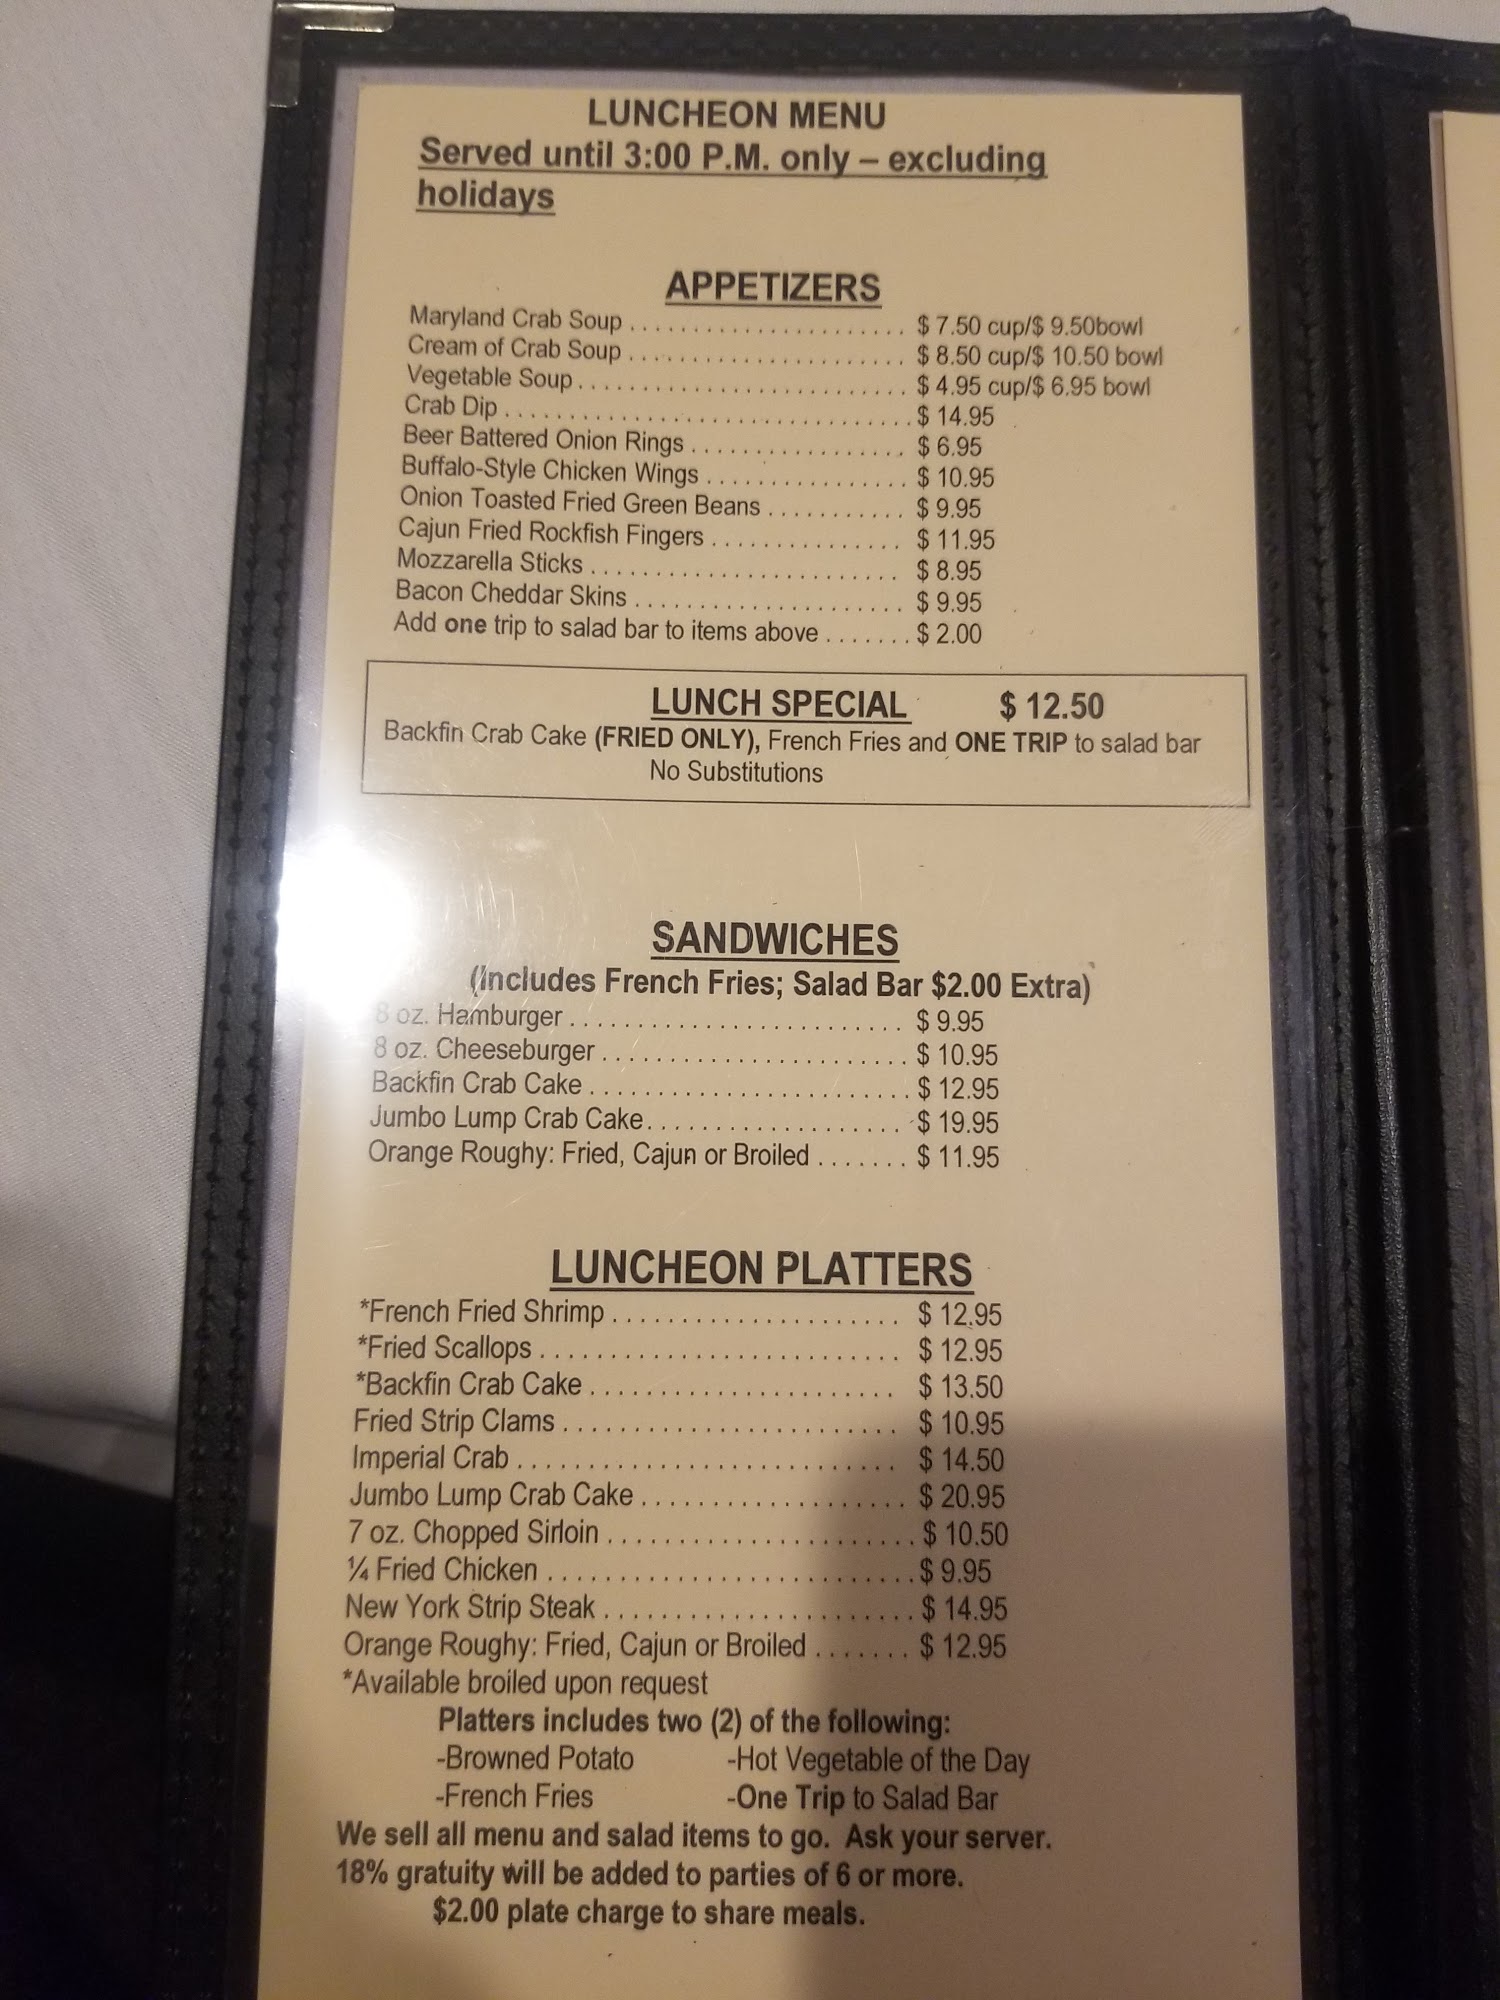 LUNCHEON MENU
Served until 3:00 P.M. only – excluding
holidays
APPETIZERS
Maryland Crab Soup . . . . . . . . . . . . . . . . . . . . . $ 7.50 cup/$ 9.50bowl
Cream of Crab Soup . . . . . . . . . . . . . . . . . . . . . $ 8.50 cup/$ 10.50 bowl
Vegetable Soup . . . . . . . . . . . . . . . . . . . . . . . . . $ 4.95 cup/$ 6.95 bowl
Crab Dip . . . . . . . . . . . . . . . . . . . . . . . . . . . . . . . $ 14.95
Beer Battered Onion Rings . . . . . . . . . . . . . . . . . $ 6.95
Buffalo-Style Chicken Wings . . . . . . . . . . . . . . . . $ 10.95
Onion Toasted Fried Green Beans . . . . . . . . . . . $ 9.95
Cajun Fried Rockfish Fingers . . . . . . . . . . . . . . . $ 11.95
Mozzarella Sticks . . . . . . . . . . . . . . . . . . . . . . . . $ 8.95
Bacon Cheddar Skins . . . . . . . . . . . . . . . . . . . . . $ 9.95
Add one trip to salad bar to items above . . . . . . . $ 2.00
LUNCH SPECIAL $ 12.50
Backfin Crab Cake (FRIED ONLY), French Fries and ONE TRIP to salad bar
No Substitutions
SANDWICHES
(Includes French Fries; Salad Bar $2.00 Extra)
8 oz. Hamburger . . . . . . . . . . . . . . . . . . . . . . . . . $ 9.95
8 oz. Cheeseburger . . . . . . . . . . . . . . . . . . . . . . . $ 10.95
Backfin Crab Cake . . . . . . . . . . . . . . . . . . . . . . . . $ 12.95
Jumbo Lump Crab Cake. . . . . . . . . . . . . . . . . . . . $ 19.95
Orange Roughy: Fried, Cajun or Broiled . . . . . . . $ 11.95
LUNCHEON PLATTERS
*French Fried Shrimp . . . . . . . . . . . . . . . . . . . . . $ 12.95
*Fried Scallops . . . . . . . . . . . . . . . . . . . . . . . . . . $ 12.95
*Backfin Crab Cake . . . . . . . . . . . . . . . . . . . . . . $ 13.50
Fried Strip Clams . . . . . . . . . . . . . . . . . . . . . . . . $ 10.95
Imperial Crab . . . . . . . . . . . . . . . . . . . . . . . . . . . . $ 14.50
Jumbo Lump Crab Cake . . . . . . . . . . . . . . . . . . . $ 20.95
7 oz. Chopped Sirloin . . . . . . . . . . . . . . . . . . . . . . $ 10.50
¼ Fried Chicken . . . . . . . . . . . . . . . . . . . . . . . . . . $ 9.95
New York Strip Steak . . . . . . . . . . . . . . . . . . . . . . $ 14.95
Orange Roughy: Fried, Cajun or Broiled . . . . . . . $ 12.95
*Available broiled upon request
Platters includes two (2) of the following:
-Browned Potato -Hot Vegetable of the Day
-French Fries -One Trip to Salad Bar
We sell all menu and salad items to go. Ask your server.
18% gratuity will be added to parties of 6 or more.
$2.00 plate charge to share meals.